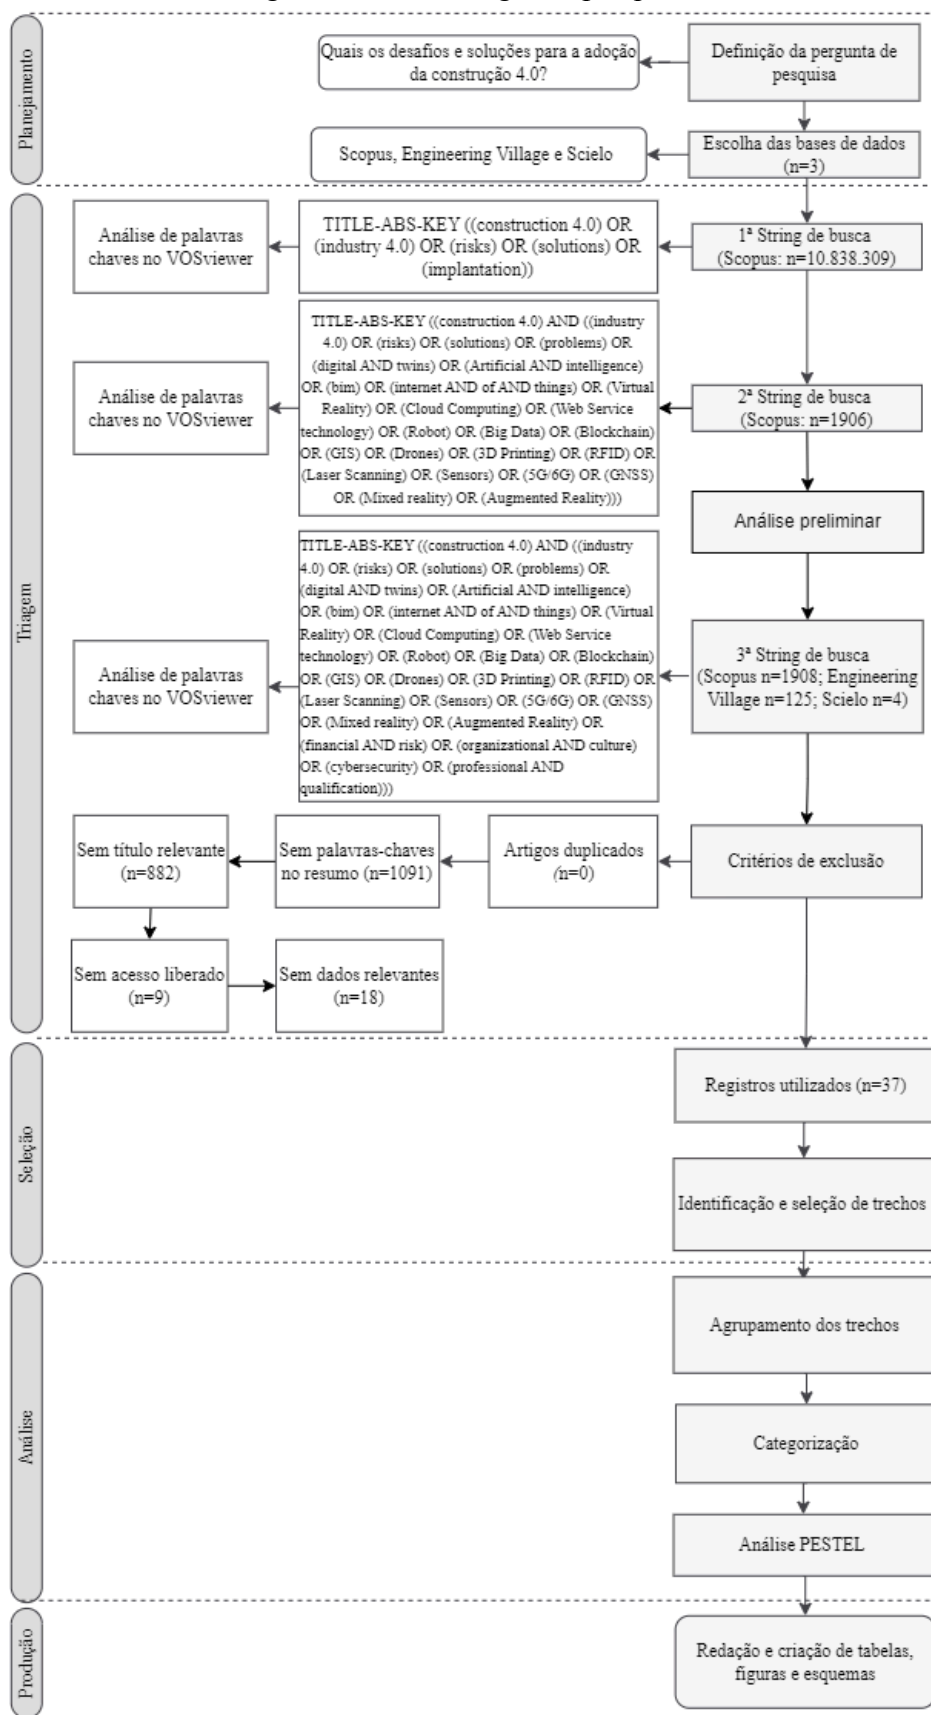 Planejamento
Quais os desafios e soluções para a adoção
da construção 4.0?
Definição da pergunta de
pesquisa
Scopus, Engineering Village e Scielo
Escolha das bases de dados
(n=3)
Triagem
Análise de palavras
chaves no VOSviewer
TITLE-ABS-KEY ((construction 4.0) OR
(industry 4.0) OR (risks) OR (solutions) OR
(implantation))
1ª String de busca
(Scopus: n=10.838.309)
Análise de palavras
chaves no VOSviewer
TITLE-ABS-KEY ((construction 4.0) AND ((industry
4.0) OR (risks) OR (solutions) OR (problems) OR
(digital AND twins) OR (Artificial AND intelligence)
OR (bim) OR (internet AND of AND things) OR (Virtual
Reality) OR (Cloud Computing) OR (Web Service
technology) OR (Robot) OR (Big Data) OR (Blockchain)
OR (GIS) OR (Drones) OR (3D Printing) OR (RFID) OR
(Laser Scanning) OR (Sensors) OR (5G/6G) OR (GNSS)
OR (Mixed reality) OR (Augmented Reality)))
2ª String de busca
(Scopus: n=1906)
Análise preliminar
Análise de palavras
chaves no VOSviewer
TITLE-ABS-KEY ((construction 4.0) AND ((industry
4.0) OR (risks) OR (solutions) OR (problems) OR
(digital AND twins) OR (Artificial AND intelligence)
OR (bim) OR (internet AND of AND things) OR (Virtual
Reality) OR (Cloud Computing) OR (Web Service
technology) OR (Robot) OR (Big Data) OR (Blockchain)
OR (GIS) OR (Drones) OR (3D Printing) OR (RFID) OR
(Laser Scanning) OR (Sensors) OR (5G/6G) OR (GNSS)
OR (Mixed reality) OR (Augmented Reality) OR
(financial AND risk) OR (organizational AND culture)
OR (cybersecurity) OR (professional AND
qualification)))
3ª String de busca
(Scopus n=1908; Engineering
Village n=125; Scielo n=4)
Sem título relevante
(n=882)
Sem palavras-chaves
no resumo (n=1091)
Artigos duplicados
(n=0)
Critérios de exclusão
Sem acesso liberado
(n=9)
Sem dados relevantes
(n=18)
Seleção
Registros utilizados (n=37)
Identificação e seleção de trechos
Análise
Agrupamento dos trechos
Categorização
Análise PESTEL
Produção
Redação e criação de tabelas,
figuras e esquemas